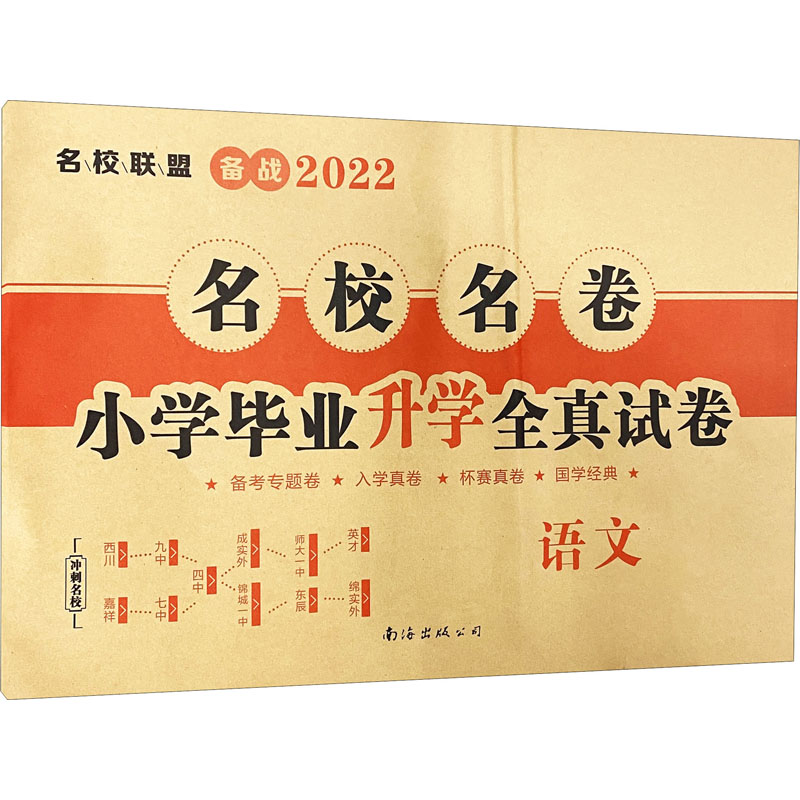 名\校\联\盟 备战2022
名校名卷
小学毕业升学全真试卷
★ 备考专题卷 ★ 入学真卷 ★ 杯赛真卷 ★ 国学经典 ★
语文
冲刺名校
西川
九中
四中
成实外
师大一中
英才
嘉祥
七中
锦城一中
东辰
绵实外
南海出版公司